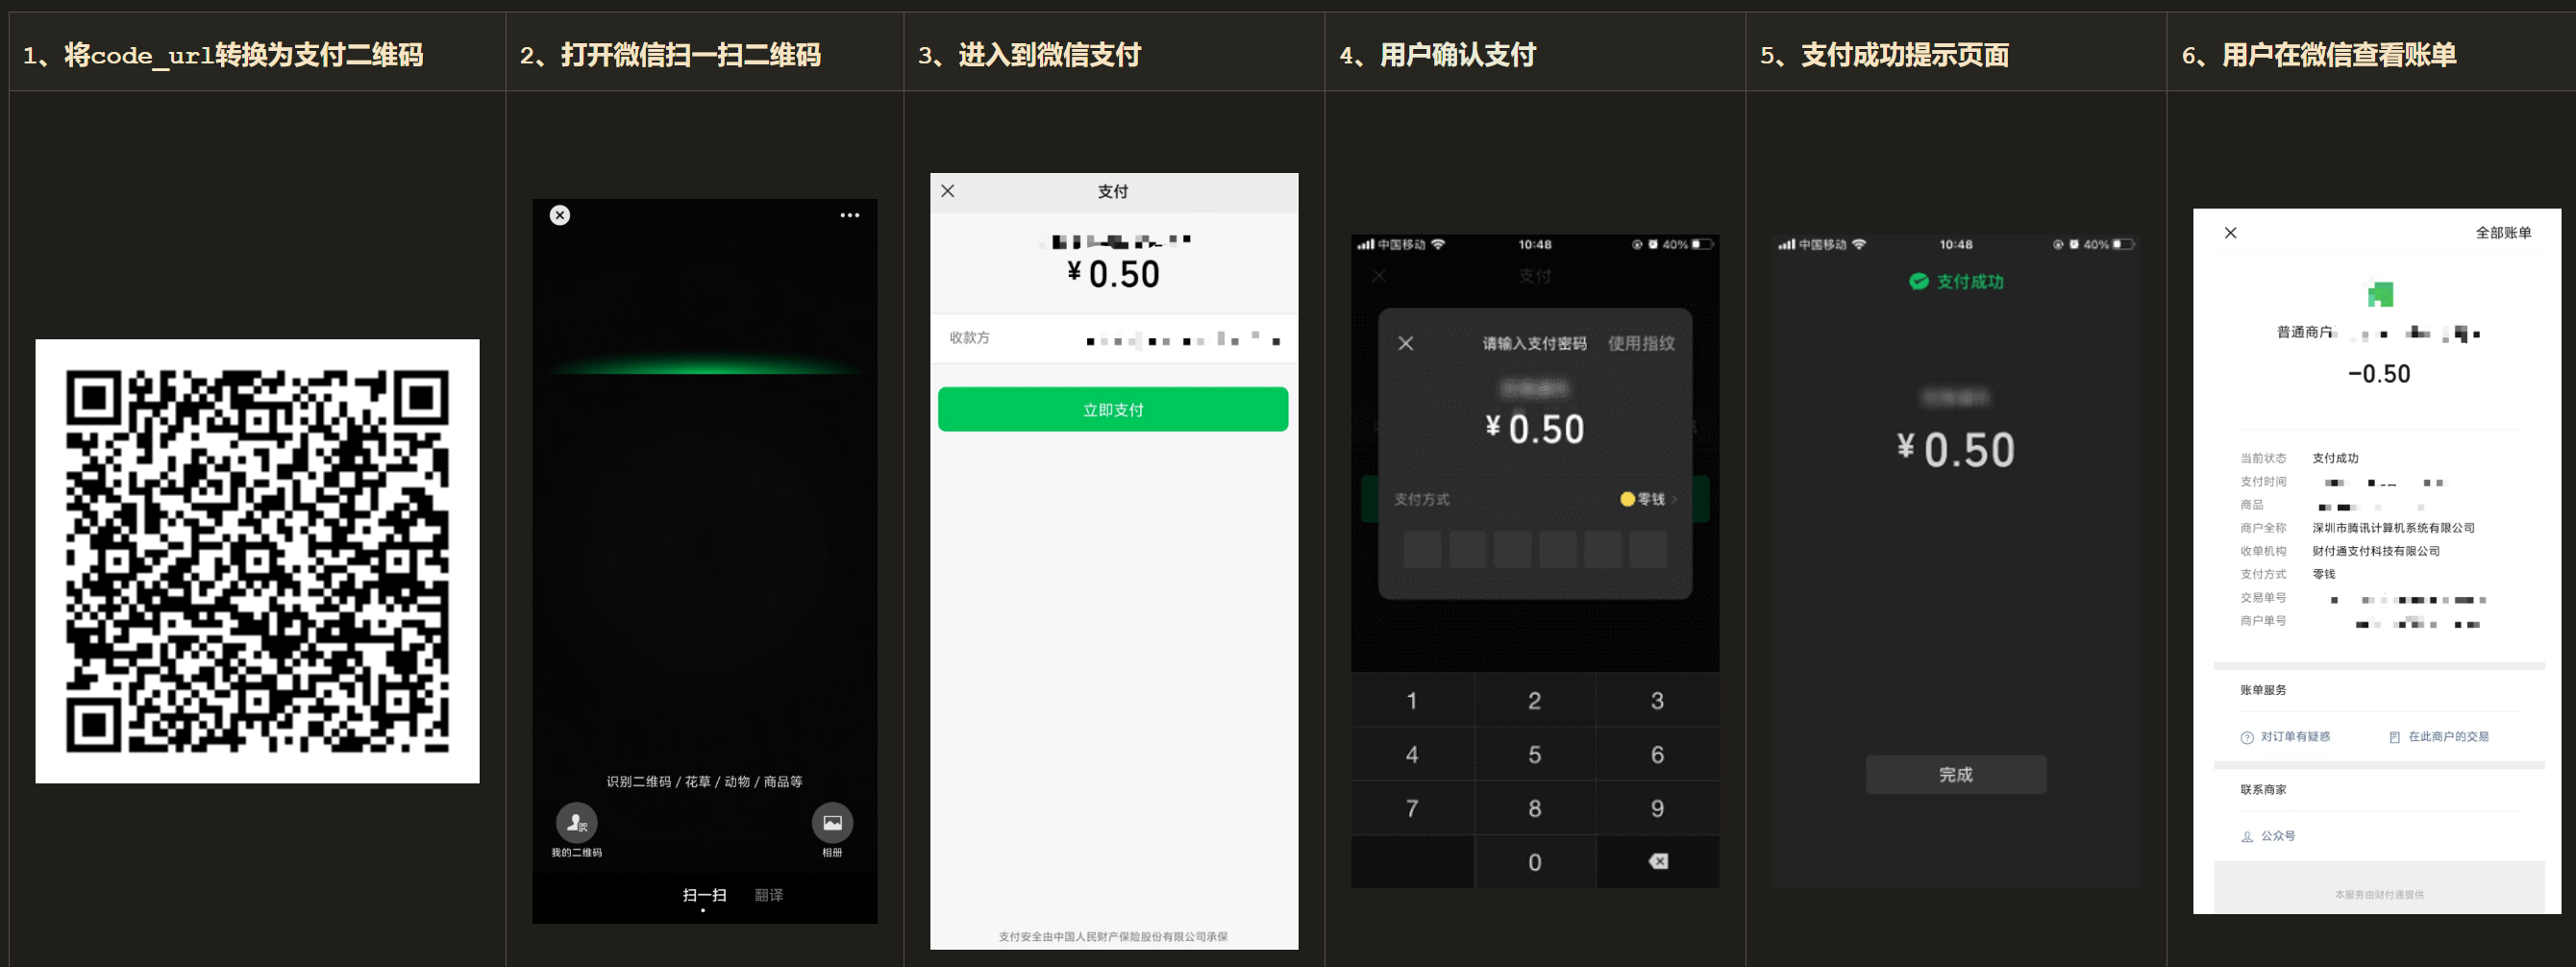 1、将code_url转换为支付二维码
2、打开微信扫一扫二维码
3、进入到微信支付
4、用户确认支付
5、支付成功提示页面
6、用户在微信查看账单
识别二维码 / 花草 / 动物 / 商品等
我的二维码
相册
扫一扫
翻译
支付
¥0.50
收款方
立即支付
支付安全由中国人民财产保险股份有限公司承保
中国移动
10:48
40%
支付
请输入支付密码
使用指纹
¥0.50
支付方式
零钱
1
2
3
4
5
6
7
8
9
0
中国移动
10:48
40%
支付成功
¥0.50
完成
全部账单
普通商户
-0.50
当前状态 支付成功
支付时间
商品
商户全称 深圳市腾讯计算机系统有限公司
收单机构 财付通支付科技有限公司
支付方式 零钱
交易单号
商户单号
账单服务
对订单有疑惑
在此商户的交易
联系商家
公众号
本服务由财付通提供